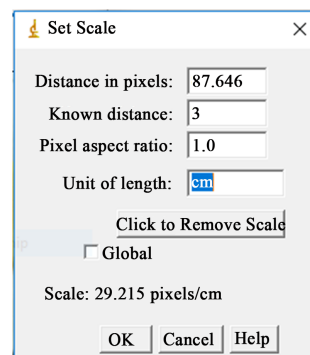 Set Scale
Distance in pixels: 87.646
Known distance: 3
Pixel aspect ratio: 1.0
Unit of length: cm
Click to Remove Scale
Global
Scale: 29.215 pixels/cm
OK Cancel Help